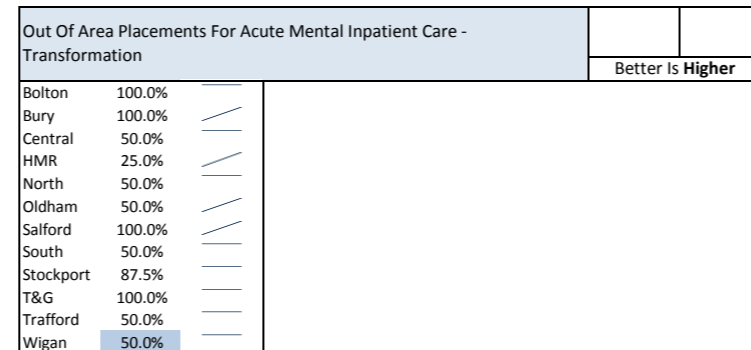 Out Of Area Placements For Acute Mental Inpatient Care -
Transformation
Better Is Higher
Bolton 100.0%
Bury 100.0%
Central 50.0%
HMR 25.0%
North 50.0%
Oldham 50.0%
Salford 100.0%
South 50.0%
Stockport 87.5%
T&G 100.0%
Trafford 50.0%
Wigan 50.0%